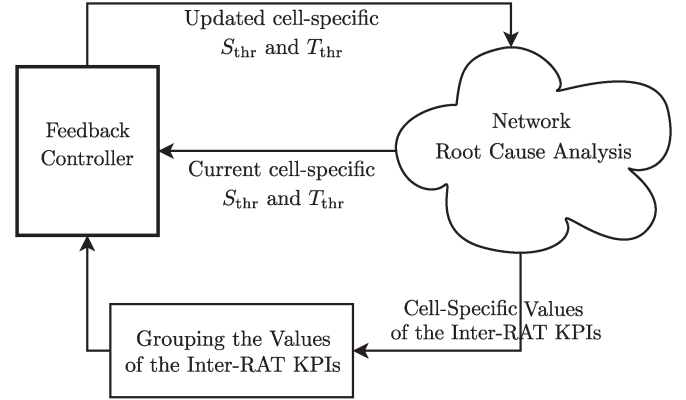 Updated cell-specific
S_thr and T_thr
Feedback
Controller
Network
Root Cause Analysis
Current cell-specific
S_thr and T_thr
Cell-Specific Values
of the Inter-RAT KPIs
Grouping the Values
of the Inter-RAT KPIs